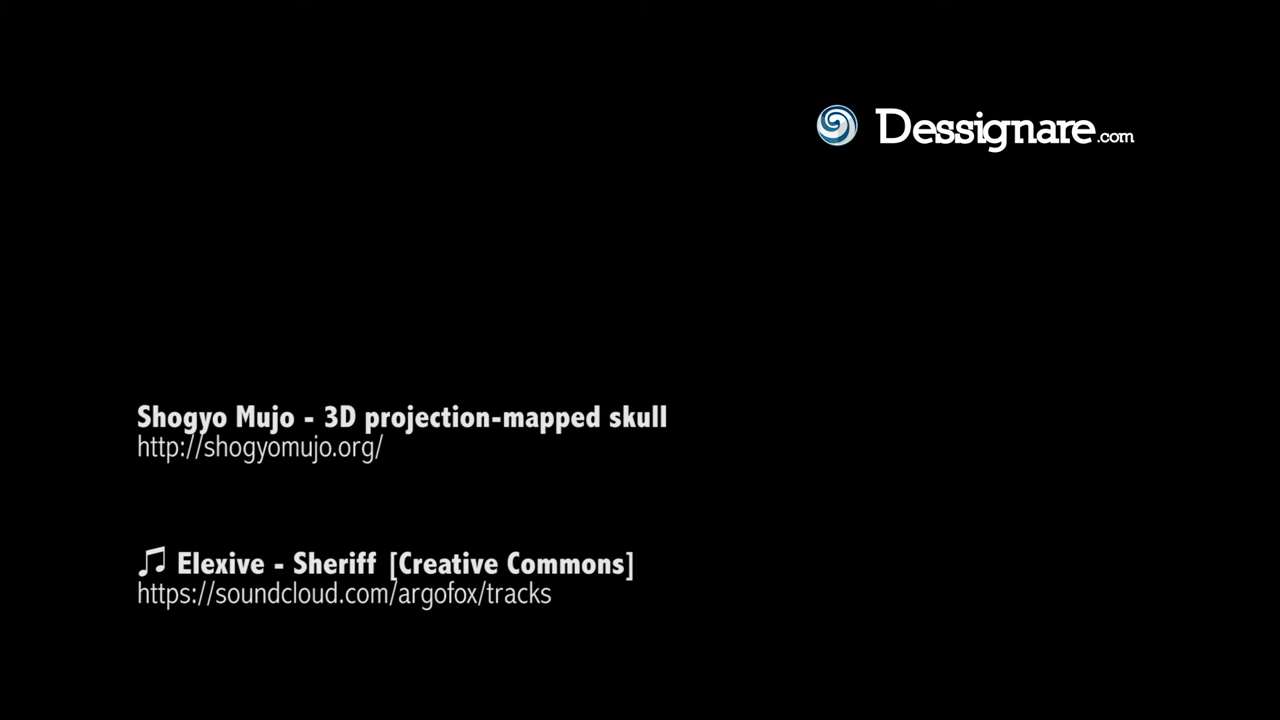 Dessignare.com
Shogyo Mujo - 3D projection-mapped skull
http://shogyomujo.org/
♫ Elexive - Sheriff [Creative Commons]
https://soundcloud.com/argofox/tracks